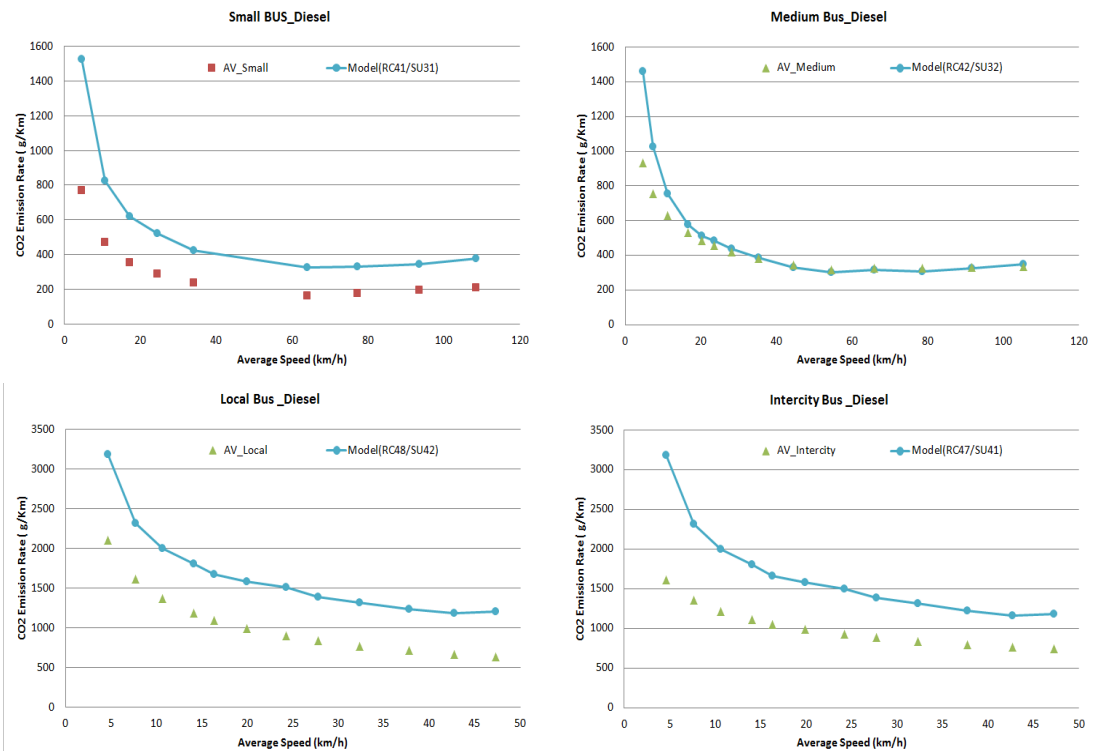 Small BUS_Diesel
AV_Small
Model(RC41/SU31)
CO2 Emission Rate ( g/Km)
1600
1400
1200
1000
800
600
400
200
0
0 20 40 60 80 100 120
Average Speed (km/h)
Medium Bus_Diesel
AV_Medium
Model(RC42/SU32)
CO2 Emission Rate ( g/Km)
1600
1400
1200
1000
800
600
400
200
0
0 20 40 60 80 100 120
Average Speed (km/h)
Local Bus _Diesel
AV_Local
Model(RC48/SU42)
CO2 Emission Rate ( g/Km)
3500
3000
2500
2000
1500
1000
500
0
0 5 10 15 20 25 30 35 40 45 50
Average Speed (km/h)
Intercity Bus _Diesel
AV_Intercity
Model(RC47/SU41)
CO2 Emission Rate ( g/Km)
3500
3000
2500
2000
1500
1000
500
0
0 5 10 15 20 25 30 35 40 45 50
Average Speed (km/h)